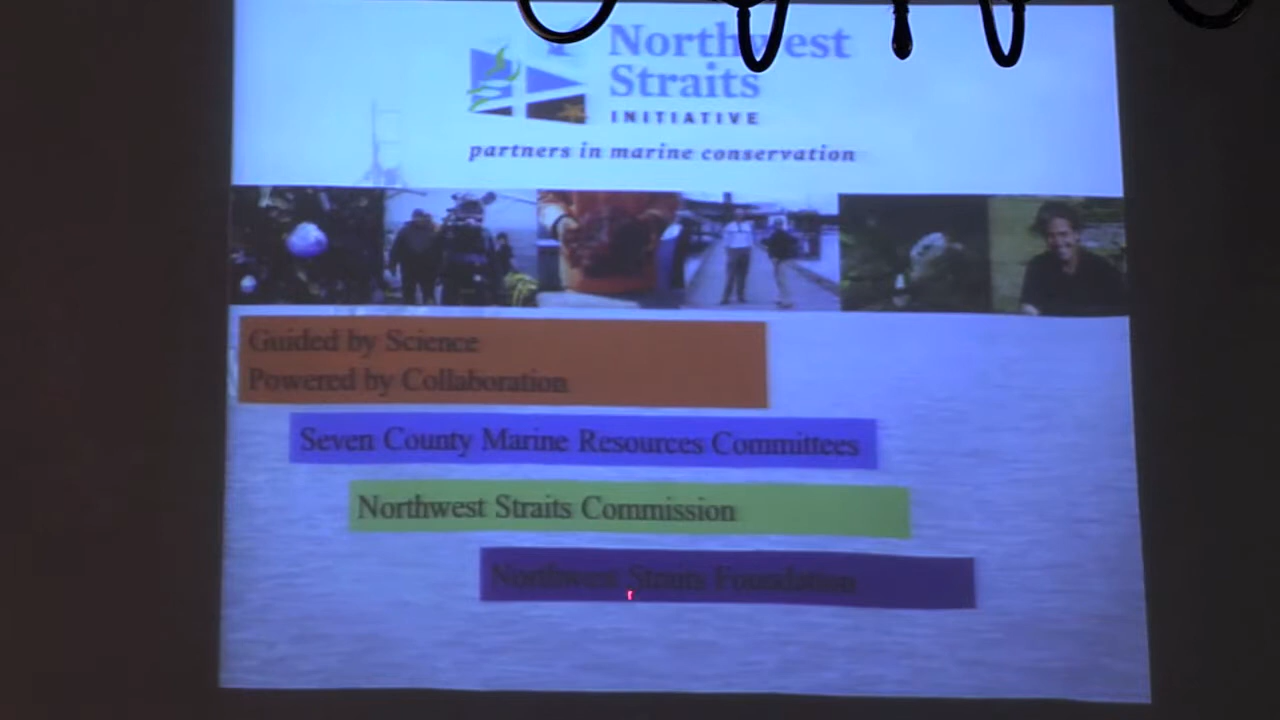 Northwest
Straits
INITIATIVE
partners in marine conservation
Guided by Science
Powered by Collaboration
Seven County Marine Resources Committees
Northwest Straits Commission
Northwest Straits Foundation